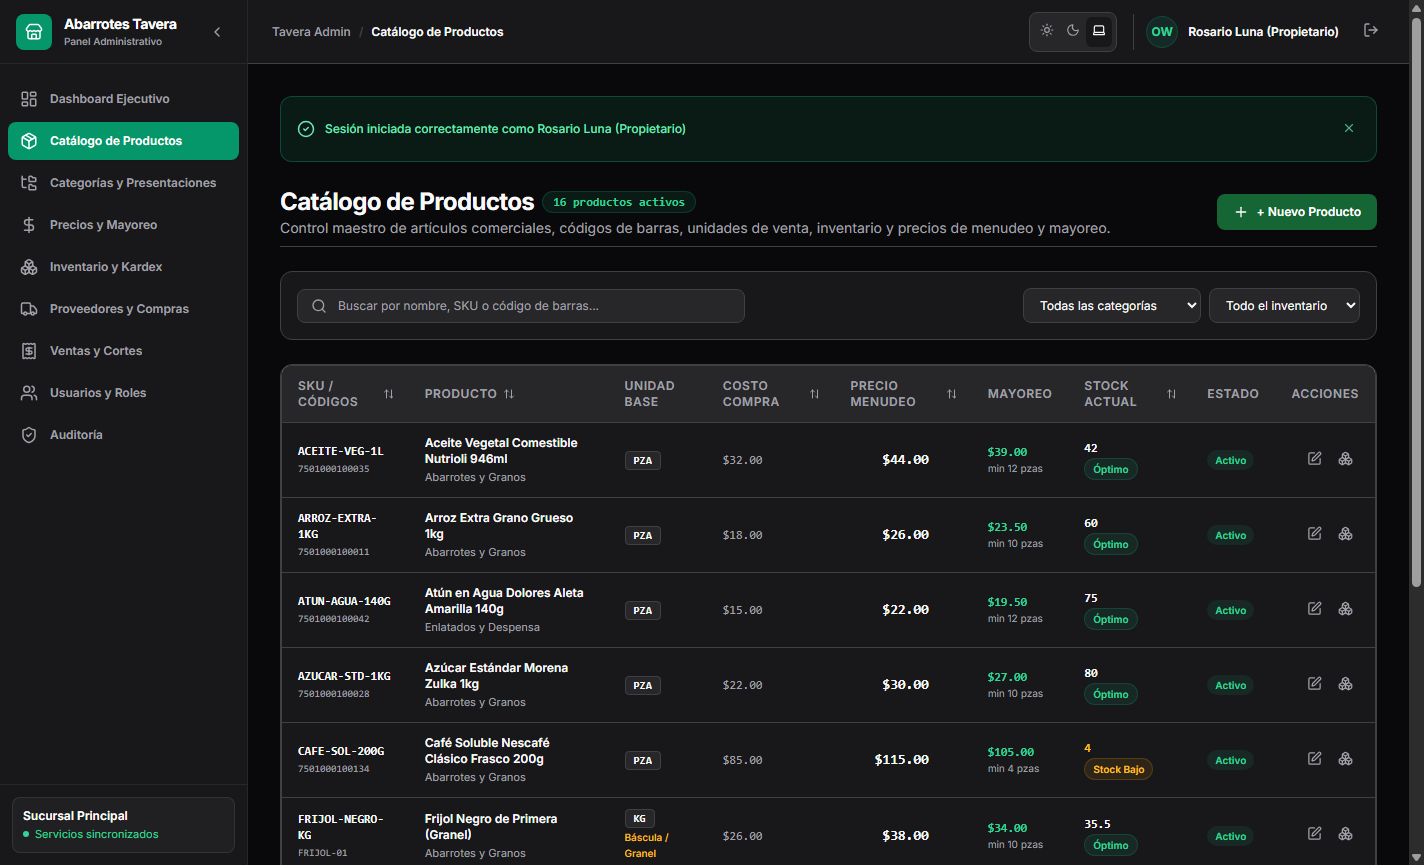 Abarrotes Tavera
Panel Administrativo
Dashboard Ejecutivo
Catálogo de Productos
Categorías y Presentaciones
Precios y Mayoreo
Inventario y Kardex
Proveedores y Compras
Ventas y Cortes
Usuarios y Roles
Auditoría
Sucursal Principal
Servicios sincronizados
Tavera Admin / Catálogo de Productos
OW Rosario Luna (Propietario)
Sesión iniciada correctamente como Rosario Luna (Propietario)
Catálogo de Productos 16 productos activos
Control maestro de artículos comerciales, códigos de barras, unidades de venta, inventario y precios de menudeo y mayoreo.
+ Nuevo Producto
Buscar por nombre, SKU o código de barras...
Todas las categorías
Todo el inventario
SKU /
CÓDIGOS
PRODUCTO
UNIDAD
BASE
COSTO
COMPRA
PRECIO
MENUDEO
MAYOREO
STOCK
ACTUAL
ESTADO
ACCIONES
ACEITE-VEG-1L
7501000100035
Aceite Vegetal Comestible
Nutrioli 946ml
Abarrotes y Granos
PZA
$32.00
$44.00
$39.00
min 12 pzas
42
Óptimo
Activo
ARROZ-EXTRA-
1KG
7501000100011
Arroz Extra Grano Grueso
1kg
Abarrotes y Granos
PZA
$18.00
$26.00
$23.50
min 10 pzas
60
Óptimo
Activo
ATUN-AGUA-140G
7501000100042
Atún en Agua Dolores Aleta
Amarilla 140g
Enlatados y Despensa
PZA
$15.00
$22.00
$19.50
min 12 pzas
75
Óptimo
Activo
AZUCAR-STD-1KG
7501000100028
Azúcar Estándar Morena
Zulka 1kg
Abarrotes y Granos
PZA
$22.00
$30.00
$27.00
min 10 pzas
80
Óptimo
Activo
CAFE-SOL-200G
7501000100134
Café Soluble Nescafé
Clásico Frasco 200g
Abarrotes y Granos
PZA
$85.00
$115.00
$105.00
min 4 pzas
4
Stock Bajo
Activo
FRIJOL-NEGRO-
KG
FRIJOL-01
Frijol Negro de Primera
(Granel)
Abarrotes y Granos
KG
Báscula /
Granel
$26.00
$38.00
$34.00
min 10 pzas
35.5
Óptimo
Activo